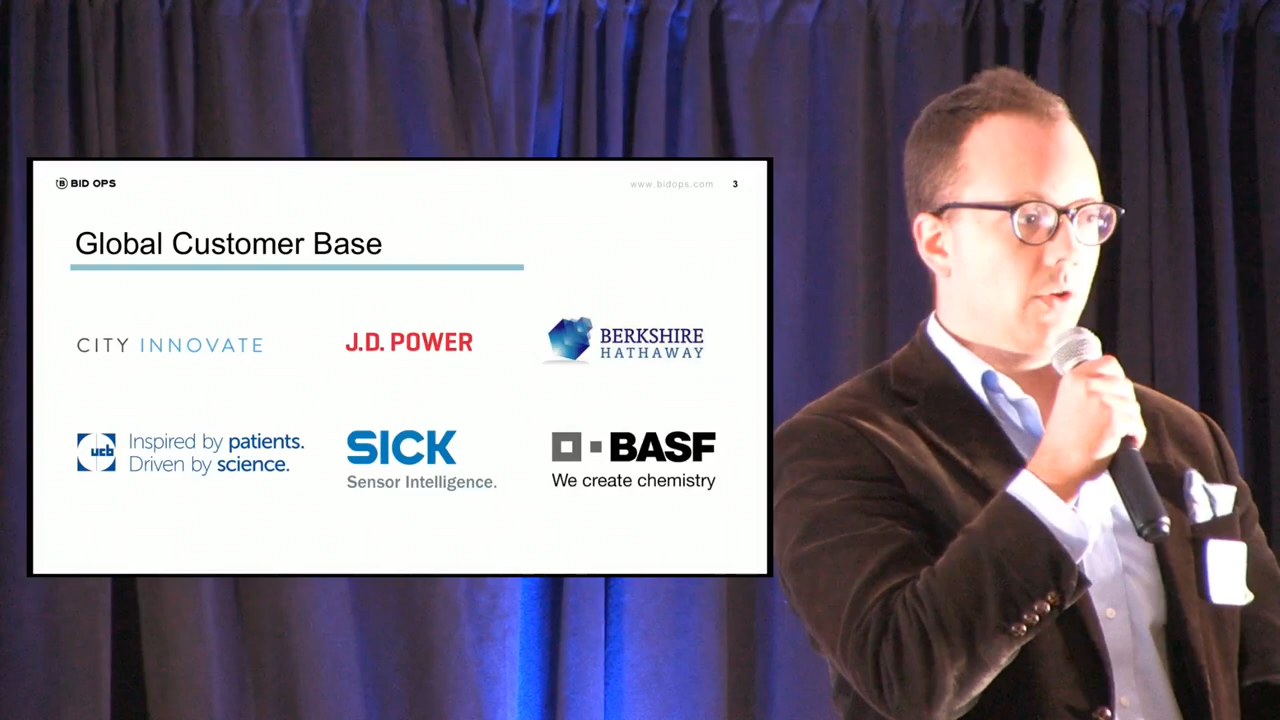 BID OPS
www.bidops.com 3
Global Customer Base
CITY INNOVATE
J.D. POWER
BERKSHIRE
HATHAWAY
ucb
Inspired by patients.
Driven by science.
SICK
Sensor Intelligence.
BASF
We create chemistry